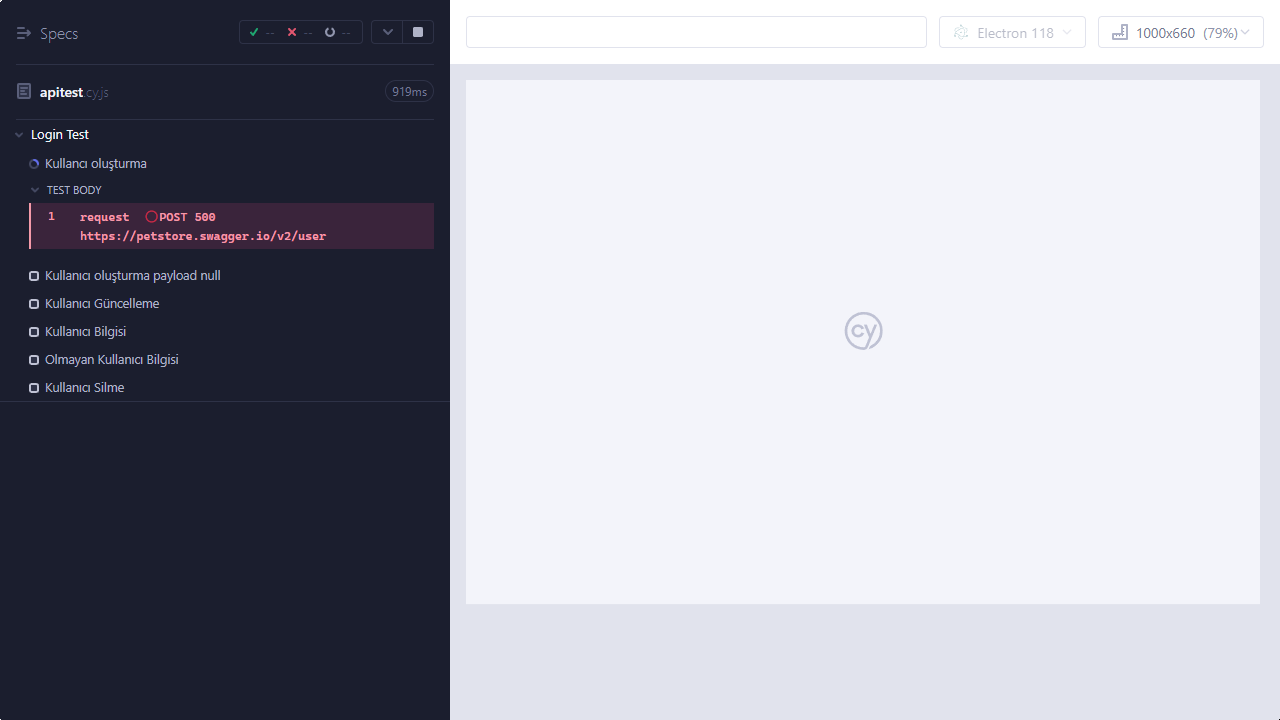 Specs
--
--
--
Electron 118
1000x660 (79%)
apitest.cy.js
919ms
Login Test
Kullancı oluşturma
TEST BODY
1 request POST 500
https://petstore.swagger.io/v2/user
Kullanıcı oluşturma payload null
Kullanıcı Güncelleme
Kullanıcı Bilgisi
Olmayan Kullanıcı Bilgisi
Kullanıcı Silme
cy